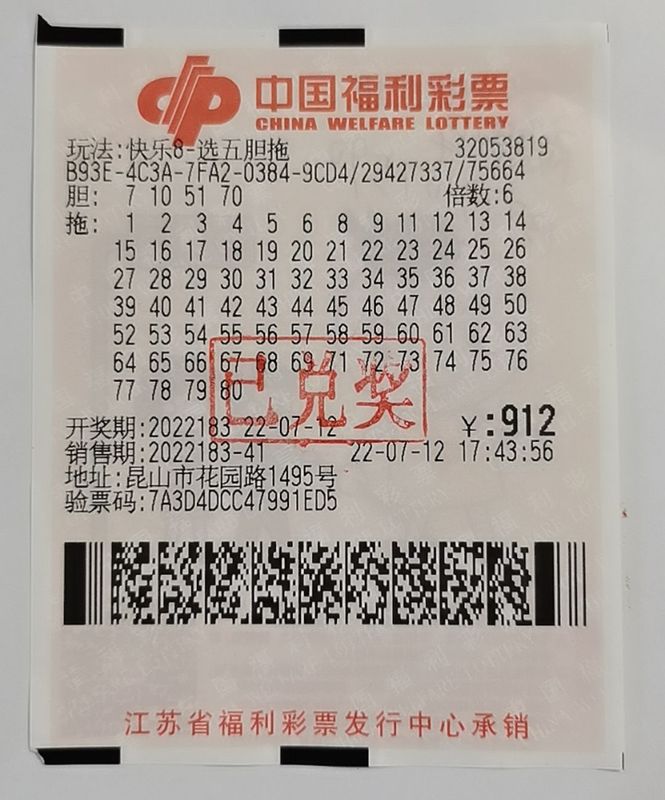 中国福利彩票
CHINA WELFARE LOTTERY
玩法:快乐8-选五胆拖 32053819
B93E-4C3A-7FA2-0384-9CD4/29427337/75664
胆: 7 10 51 70 倍数:6
拖: 1 2 3 4 5 6 8 9 11 12 13 14
15 16 17 18 19 20 21 22 23 24 25 26
27 28 29 30 31 32 33 34 35 36 37 38
39 40 41 42 43 44 45 46 47 48 49 50
52 53 54 55 56 57 58 59 60 61 62 63
64 65 66 67 68 69 71 72 73 74 75 76
77 78 79 80
已兑奖
开奖期:2022183 22-07-12 ¥:912
销售期:2022183-41 22-07-12 17:43:56
地址:昆山市花园路1495号
验票码:7A3D4DCC47991ED5
江苏省福利彩票发行中心承销